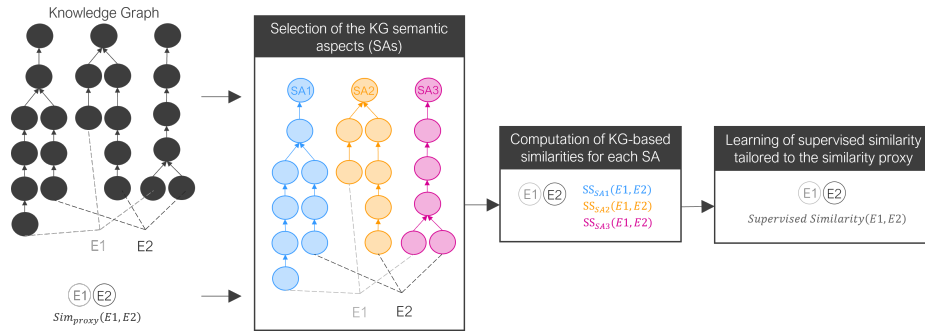 Knowledge Graph
E1
E2
E1 E2
Sim_proxy(E1,E2)
Selection of the KG semantic
aspects (SAs)
SA1
SA2
SA3
E1
E2
Computation of KG-based
similarities for each SA
E1 E2
SS_SA1(E1,E2)
SS_SA2(E1,E2)
SS_SA3(E1,E2)
Learning of supervised similarity
tailored to the similarity proxy
E1 E2
Supervised Similarity(E1,E2)